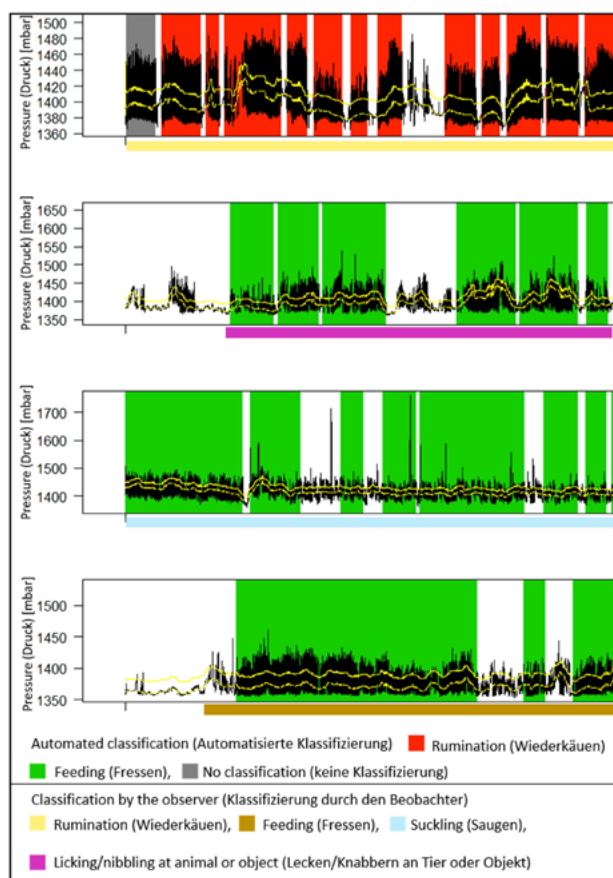 Pressure (Druck) [mbar]
1500
1480
1460
1440
1420
1400
1380
1360
Pressure (Druck) [mbar]
1650
1600
1550
1500
1450
1400
1350
Pressure (Druck) [mbar]
1700
1600
1500
1400
Pressure (Druck) [mbar]
1500
1450
1400
1350
Automated classification (Automatisierte Klassifizierung) Rumination (Wiederkäuen)
Feeding (Fressen), No classification (keine Klassifizierung)
Classification by the observer (Klassifizierung durch den Beobachter)
Rumination (Wiederkäuen), Feeding (Fressen), Suckling (Saugen),
Licking/nibbling at animal or object (Lecken/Knabbern an Tier oder Objekt)